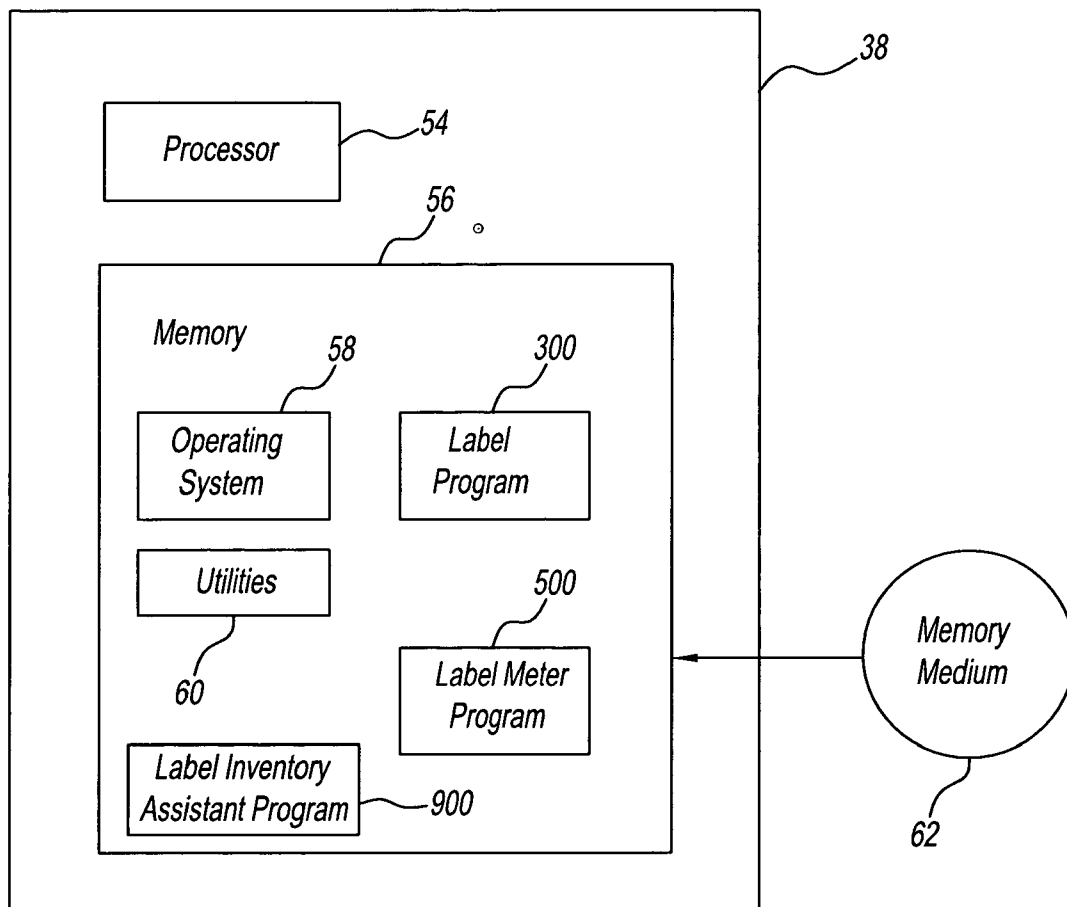 38
Processor
54
56
Memory
58
300
Operating
System
Label
Program
Utilities
60
500
Label Meter
Program
Memory
Medium
62
Label Inventory
Assistant Program
900